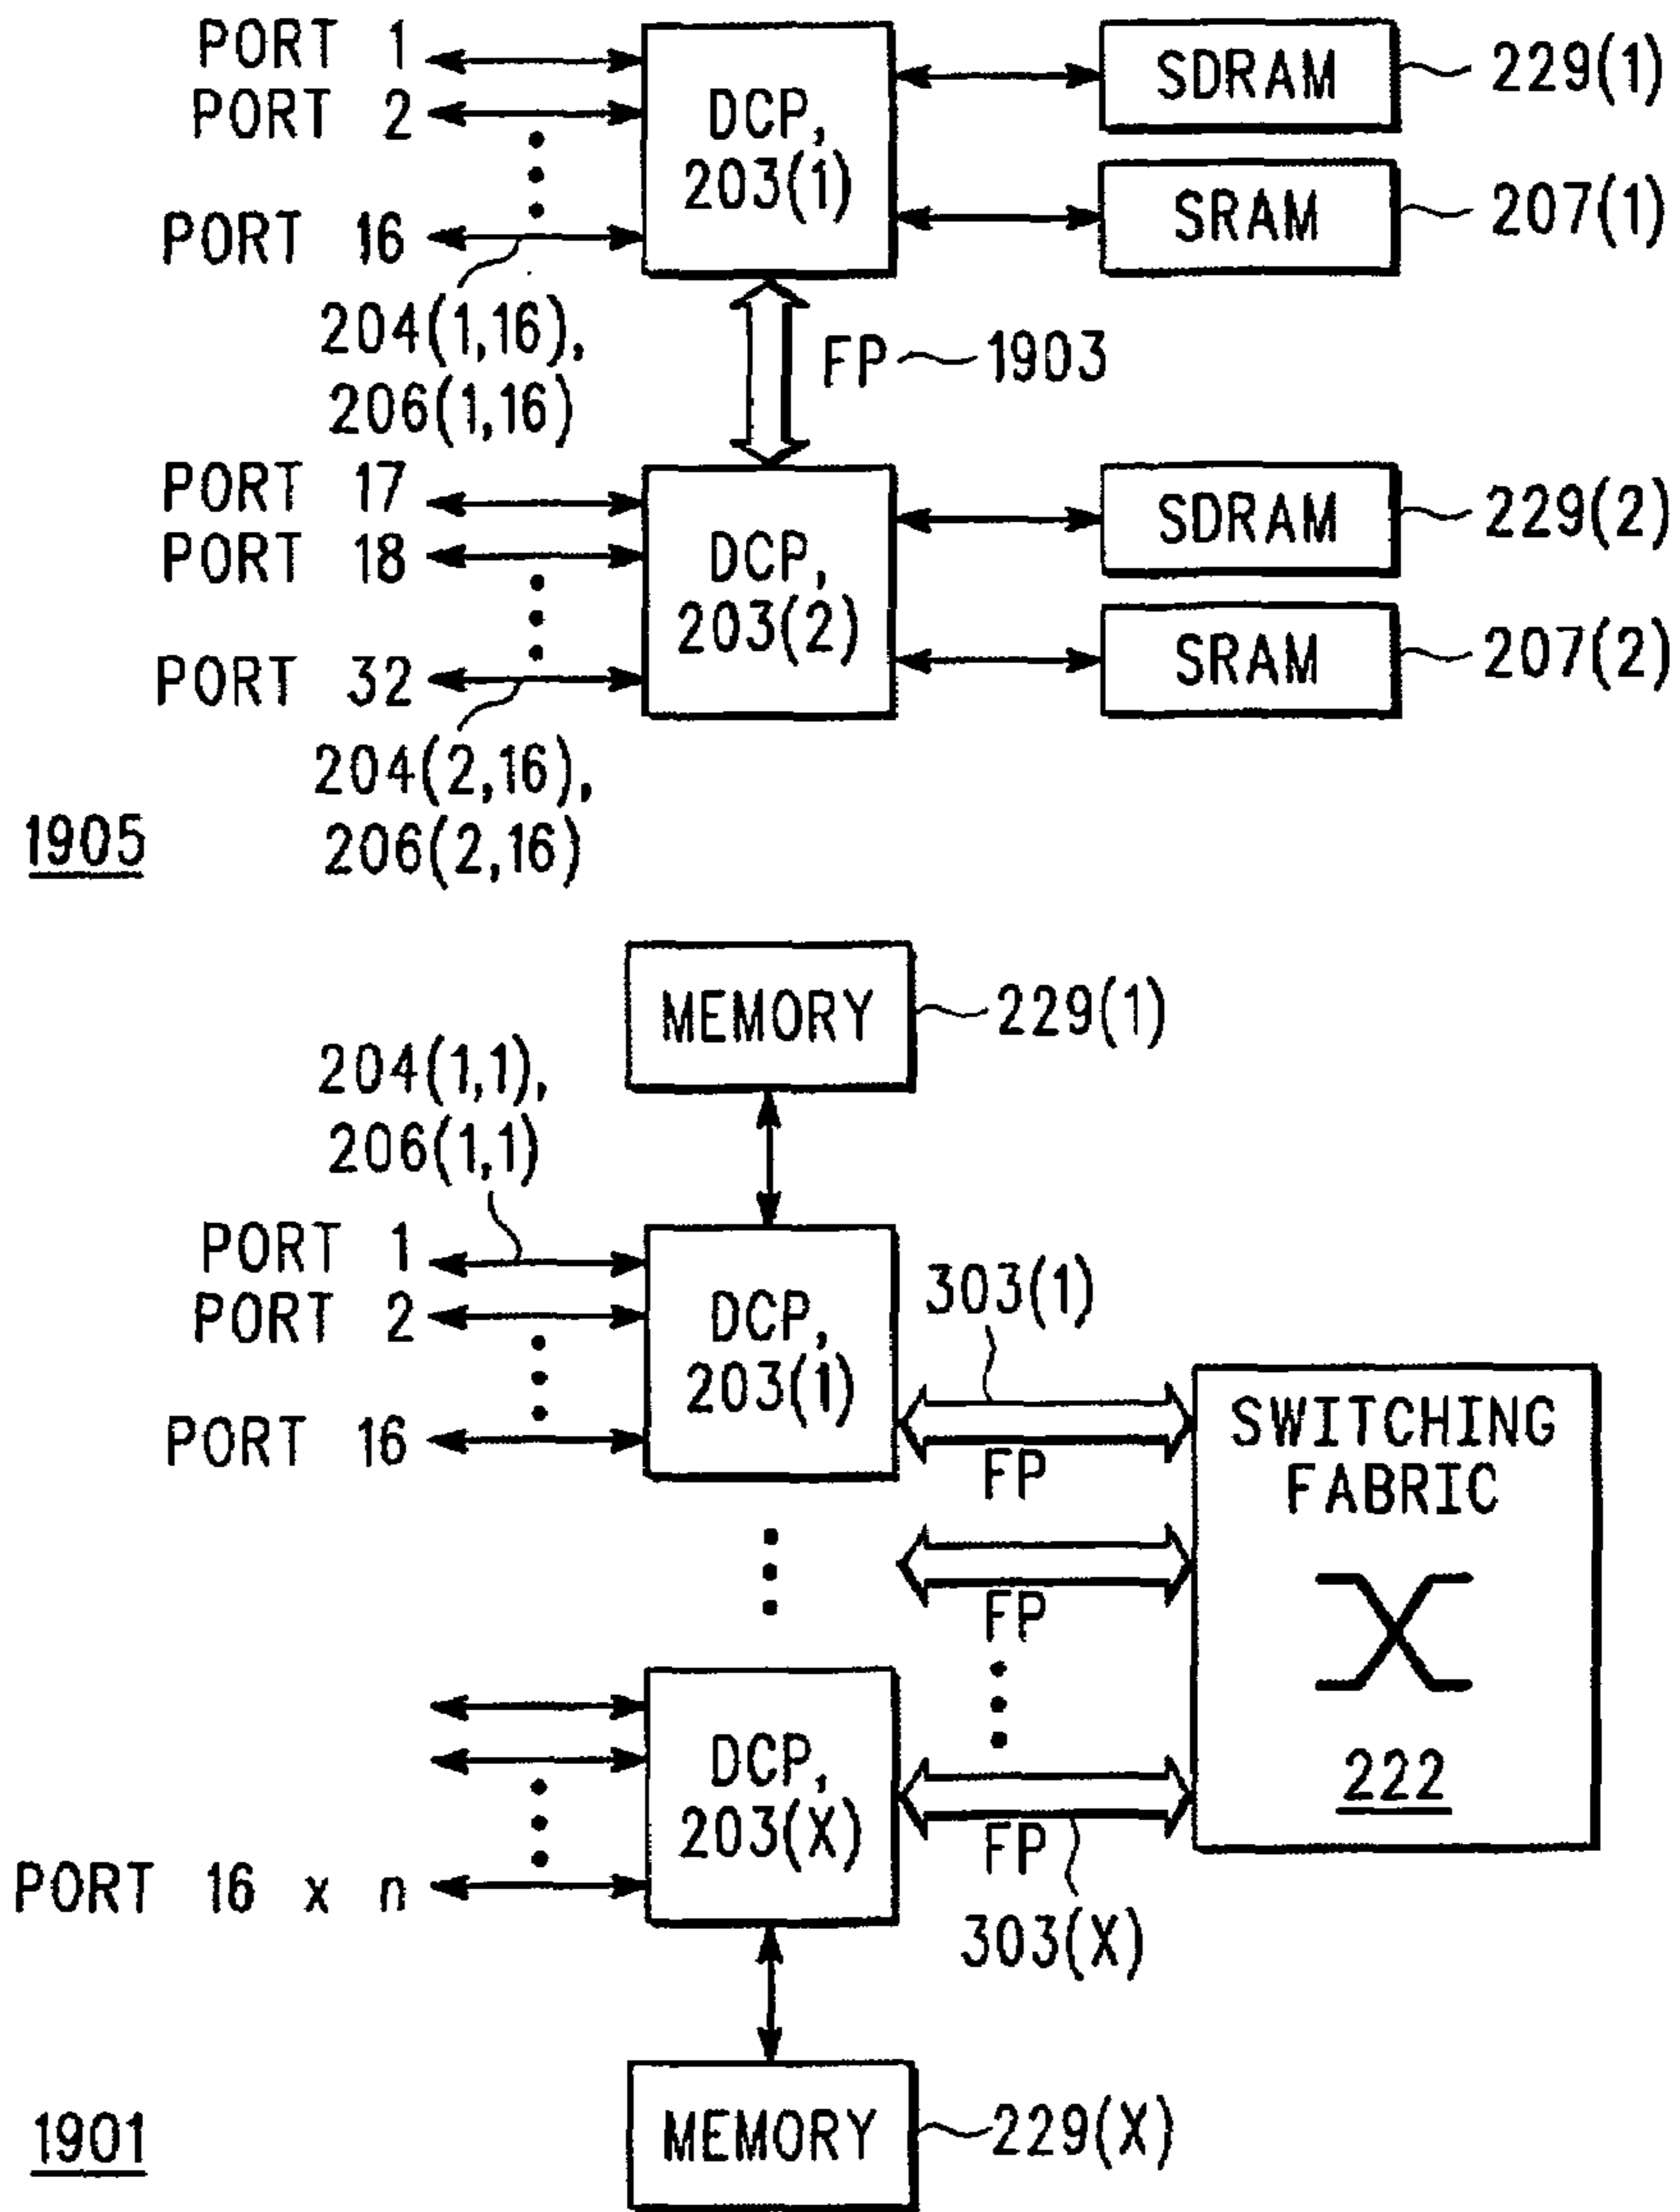 PORT 1
PORT 2
PORT 16
204(1,16),
206(1,16)
DCP,
203(1)
SDRAM
229(1)
SRAM
207(1)
FP
1903
PORT 17
PORT 18
PORT 32
204(2,16),
206(2,16)
DCP,
203(2)
SDRAM
229(2)
SRAM
207(2)
1905
MEMORY
229(1)
204(1,1),
206(1,1)
PORT 1
PORT 2
PORT 16
DCP,
203(1)
303(1)
FP
FP
SWITCHING
FABRIC
222
PORT 16 x n
DCP,
203(X)
FP
303(X)
MEMORY
229(X)
1901